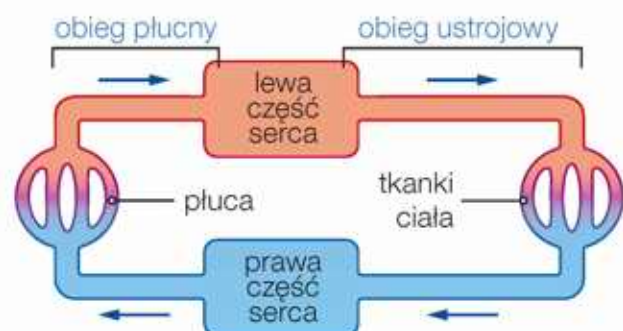 obieg płucny
obieg ustrojowy
lewa
część
serca
płuca
tkanki
ciała
prawa
część
serca